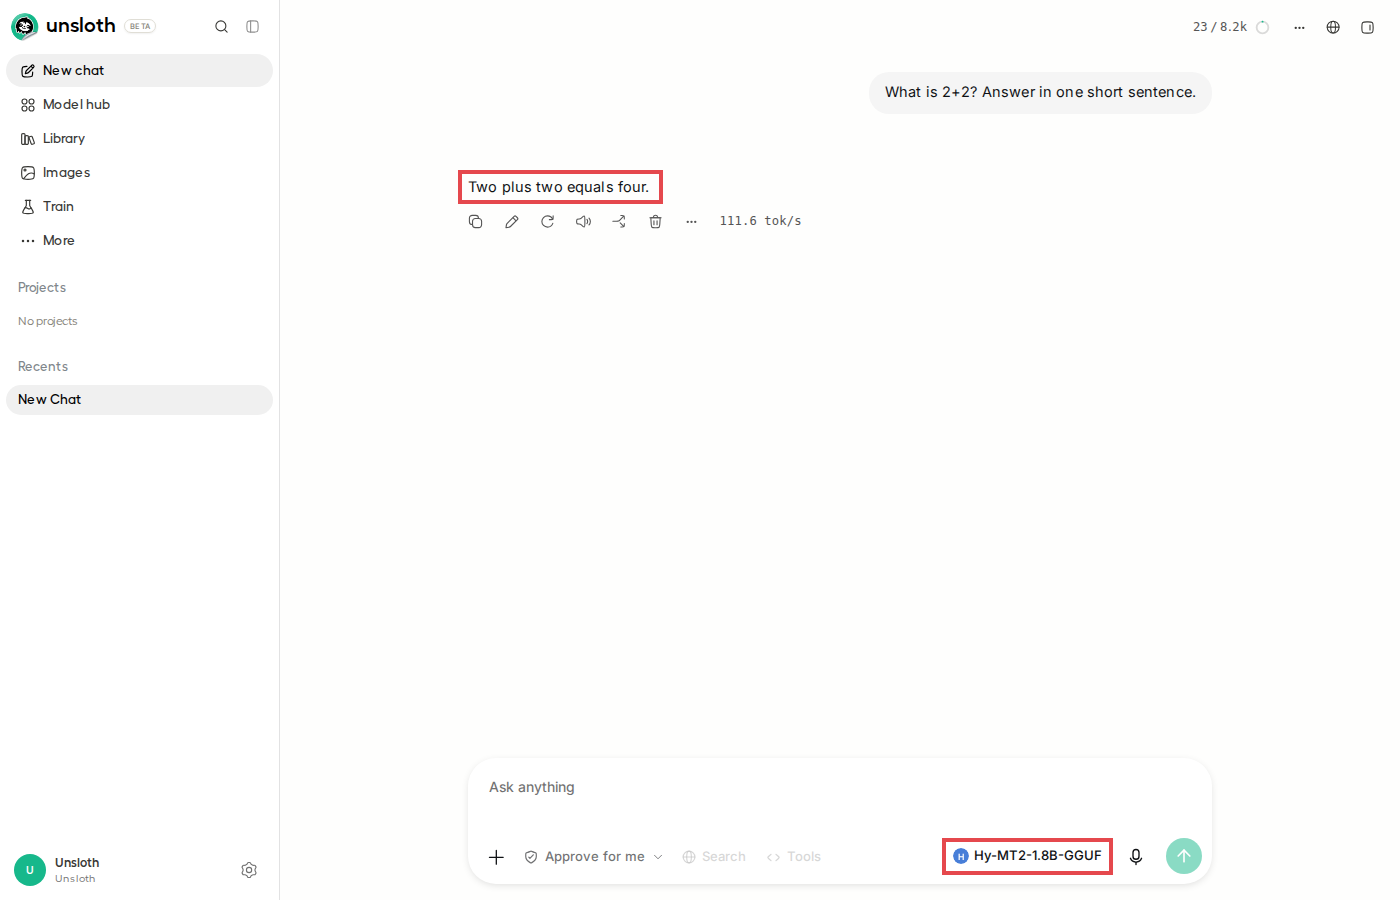 unsloth BETA
New chat
Model hub
Library
Images
Train
More
Projects
No projects
Recents
New Chat
Unsloth
Unsloth
U
23 / 8.2k
What is 2+2? Answer in one short sentence.
Two plus two equals four.
111.6 tok/s
Ask anything
Approve for me
Search
Tools
H Hy-MT2-1.8B-GGUF